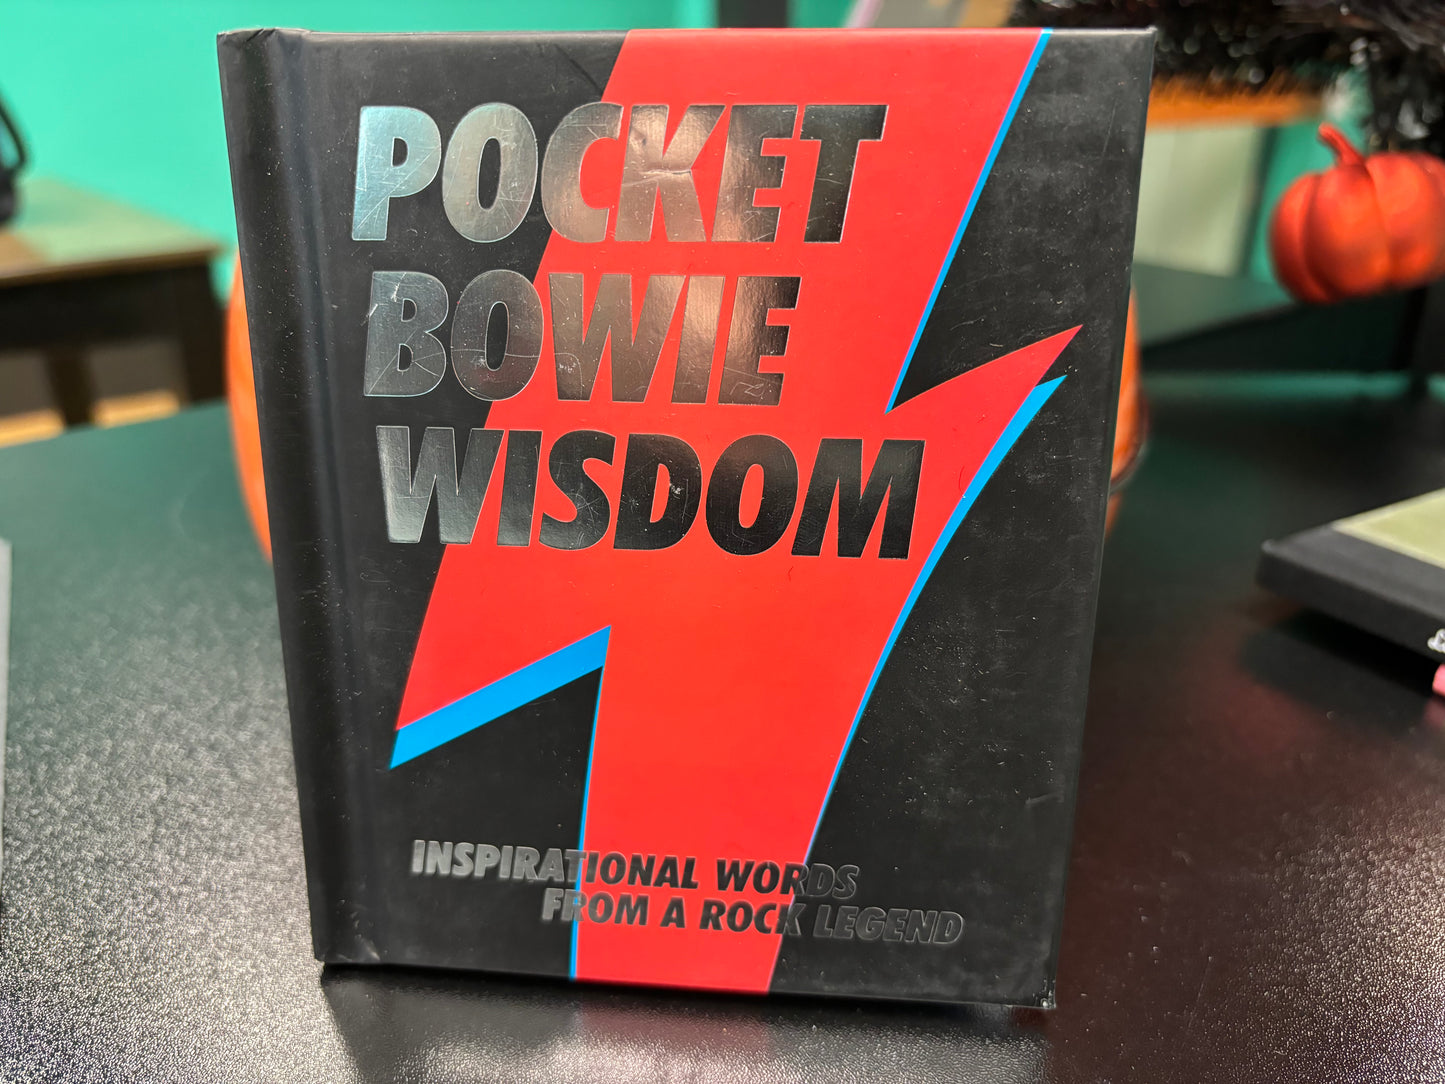 POCKET
BOWIE
WISDOM
INSPIRATIONAL WORDS
FROM A ROCK LEGEND